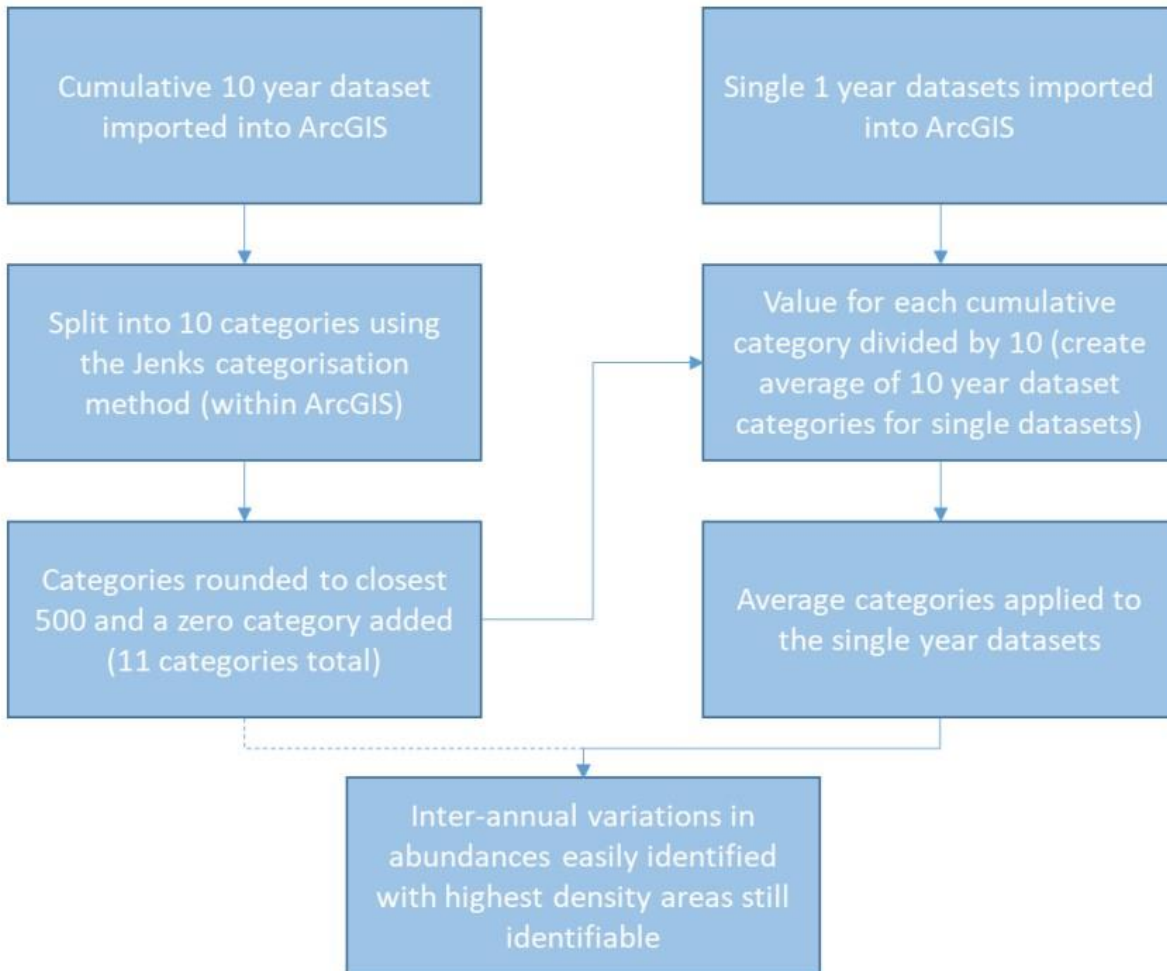 Cumulative 10 year dataset
imported into ArcGIS
Single 1 year datasets imported
into ArcGIS
Split into 10 categories using
the Jenks categorisation
method (within ArcGIS)
Value for each cumulative
category divided by 10 (create
average of 10 year dataset
categories for single datasets)
Categories rounded to closest
500 and a zero category added
(11 categories total)
Average categories applied to
the single year datasets
Inter-annual variations in
abundances easily identified
with highest density areas still
identifiable